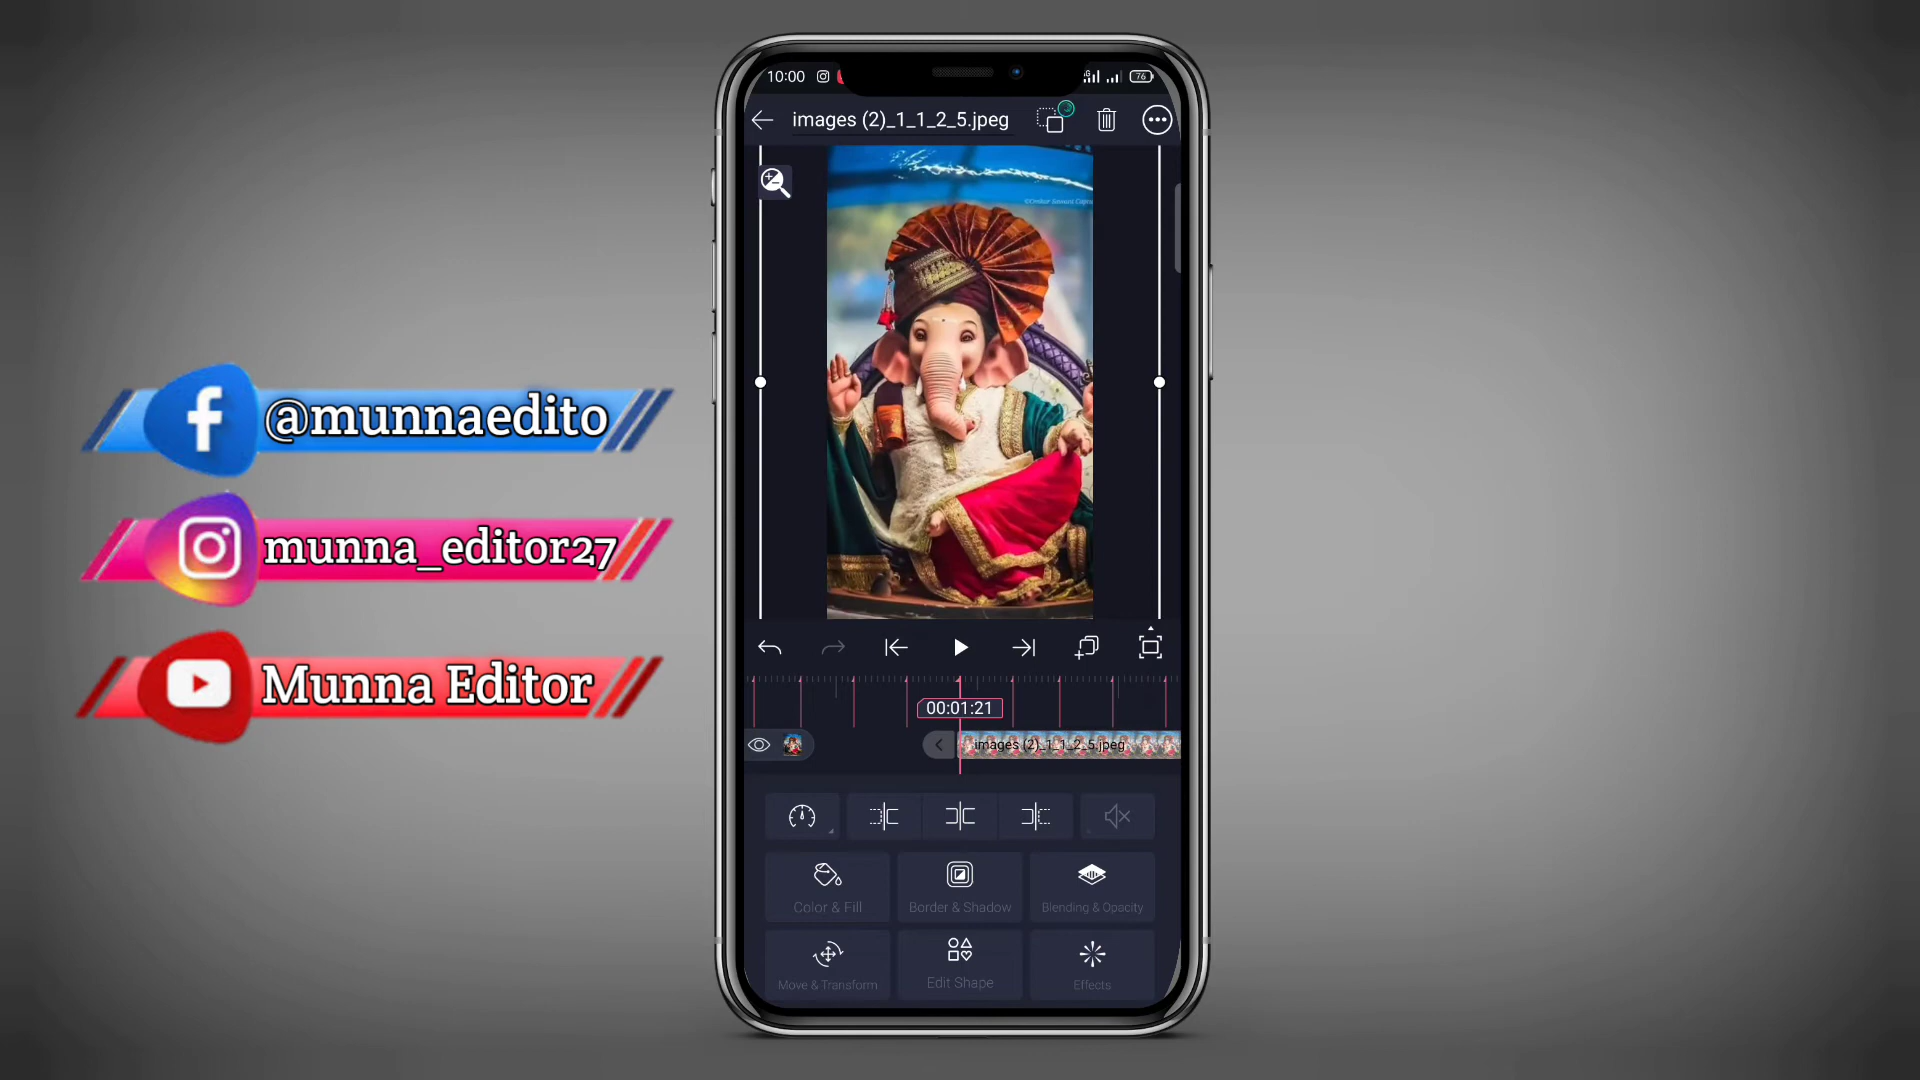 10:00
76
images (2)_1_1_2_5.jpeg
@munnaedito
munna_editor27
Munna Editor
00:01:21
images (2)_1_1_2_5.jpeg
Color & Fill
Border & Shadow
Blending & Opacity
Move & Transform
Edit Shape
Effects